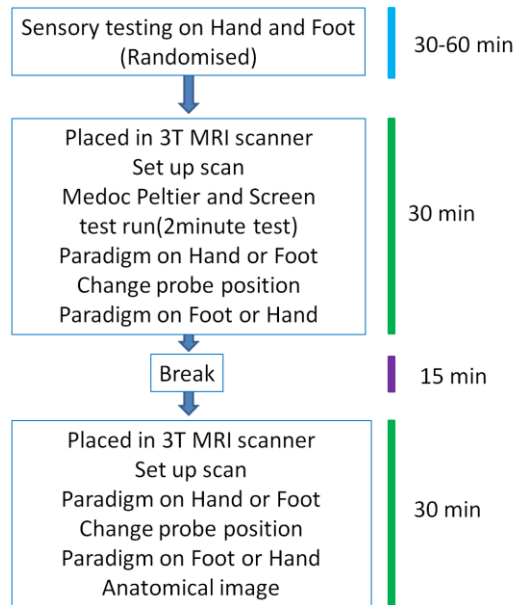 Sensory testing on Hand and Foot
(Randomised)
30-60 min
Placed in 3T MRI scanner
Set up scan
Medoc Peltier and Screen
test run(2minute test)
Paradigm on Hand or Foot
Change probe position
Paradigm on Foot or Hand
30 min
Break
15 min
Placed in 3T MRI scanner
Set up scan
Paradigm on Hand or Foot
Change probe position
Paradigm on Foot or Hand
Anatomical image
30 min